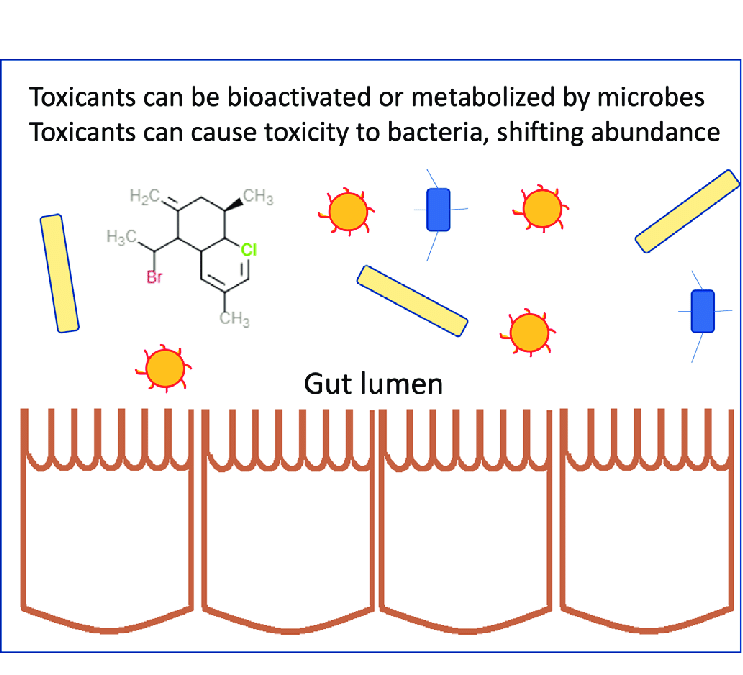 Toxicants can be bioactivated or metabolized by microbes
Toxicants can cause toxicity to bacteria, shifting abundance
H₂C
CH₃
H₃C
Cl
Br
CH₃
Gut lumen